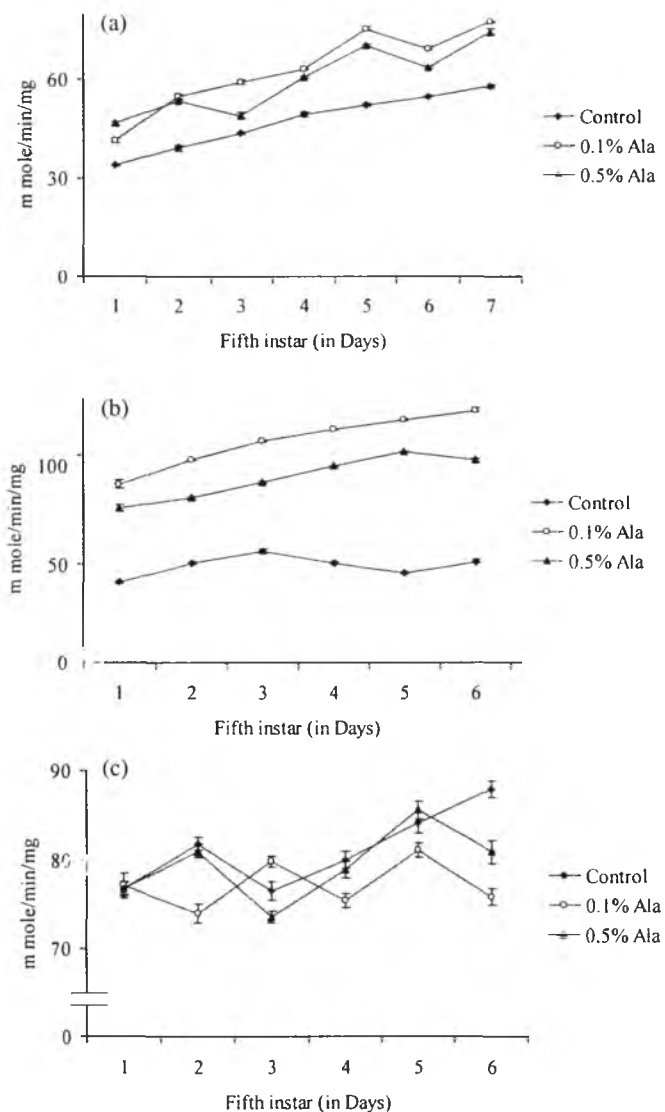 (a)
m mole/min/mg
60
30
0
1 2 3 4 5 6 7
Fifth instar (in Days)
Control
0.1% Ala
0.5% Ala
(b)
m mole/min/mg
100
50
0
1 2 3 4 5 6
Fifth instar (in Days)
Control
0.1% Ala
0.5% Ala
(c)
m mole/min/mg
90
80
70
0
1 2 3 4 5 6
Fifth instar (in Days)
Control
0.1% Ala
0.5% Ala